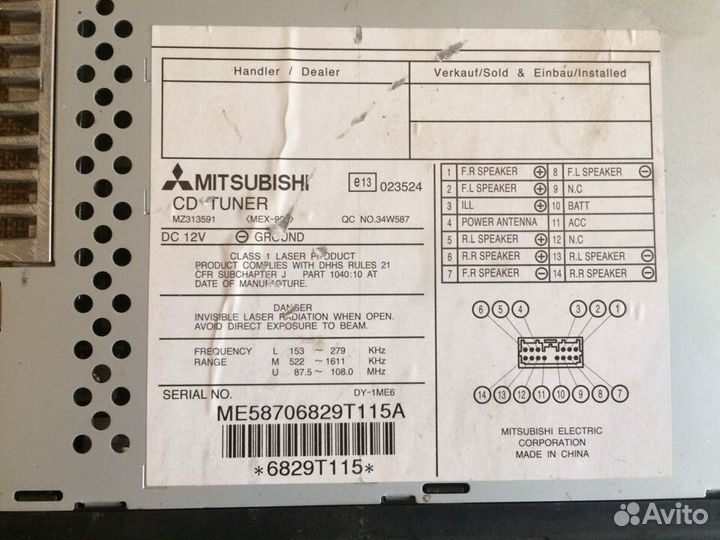 Handler / Dealer
Verkauf/Sold & Einbau/Installed
MITSUBISHI
CD TUNER
e13 023524
MZ313591 QC NO.34W587
DC 12V ⊖ GROUND
CLASS 1 LASER PRODUCT
PRODUCT COMPLIES WITH DHHS RULES 21
CFR SUBCHAPTER J PART 1040:10 AT
DATE OF MANUFACTURE.
DANGER
INVISIBLE LASER RADIATION WHEN OPEN.
AVOID DIRECT EXPOSURE TO BEAM.
FREQUENCY L 153 ~ 279 KHz
RANGE M 522 ~ 1611 KHz
U 87.5 ~ 108.0 MHz
SERIAL NO. DY-1ME6
ME58706829T115A
*6829T115*
1 F.R SPEAKER ⊕ 8 F.L SPEAKER ⊖
2 F.L SPEAKER ⊕ 9 N.C
3 ILL ⊕ 10 BATT
4 POWER ANTENNA 11 ACC
5 R.L SPEAKER ⊕ 12 N.C
6 R.R SPEAKER ⊕ 13 R.L SPEAKER ⊖
7 F.R SPEAKER ⊖ 14 R.R SPEAKER ⊖
6 5 4 3 2 1
14 13 12 11 10 9 8 7
MITSUBISHI ELECTRIC
CORPORATION
MADE IN CHINA
Avito